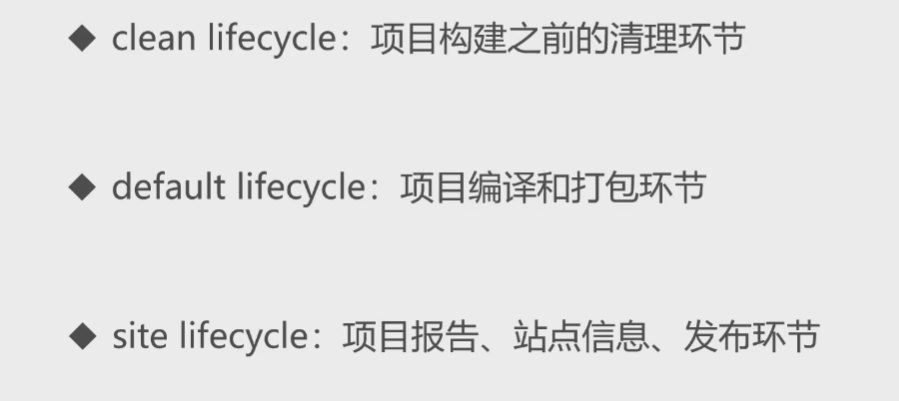 ◆ clean lifecycle：项目构建之前的清理环节
◆ default lifecycle：项目编译和打包环节
◆ site lifecycle：项目报告、站点信息、发布环节